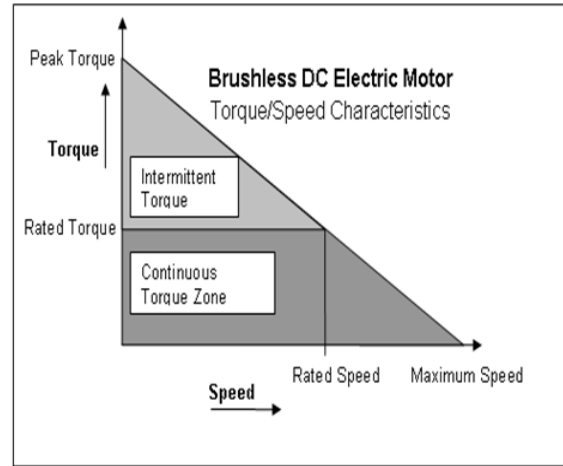 Peak Torque
Brushless DC Electric Motor
Torque/Speed Characteristics
Torque
Intermittent
Torque
Rated Torque
Continuous
Torque Zone
Rated Speed
Maximum Speed
Speed